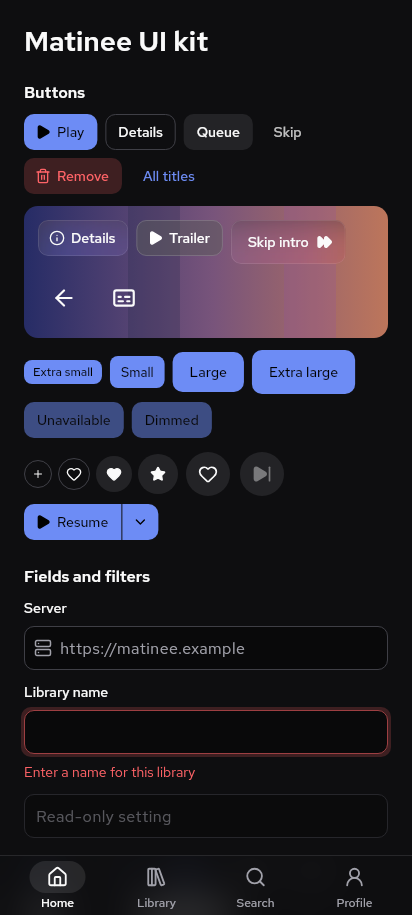 Matinee UI kit
Buttons
Play Details Queue Skip
Remove All titles
Details Trailer Skip intro
Extra small Small Large Extra large
Unavailable Dimmed
Resume
Fields and filters
Server
https://matinee.example
Library name
Enter a name for this library
Read-only setting
Home Library Search Profile